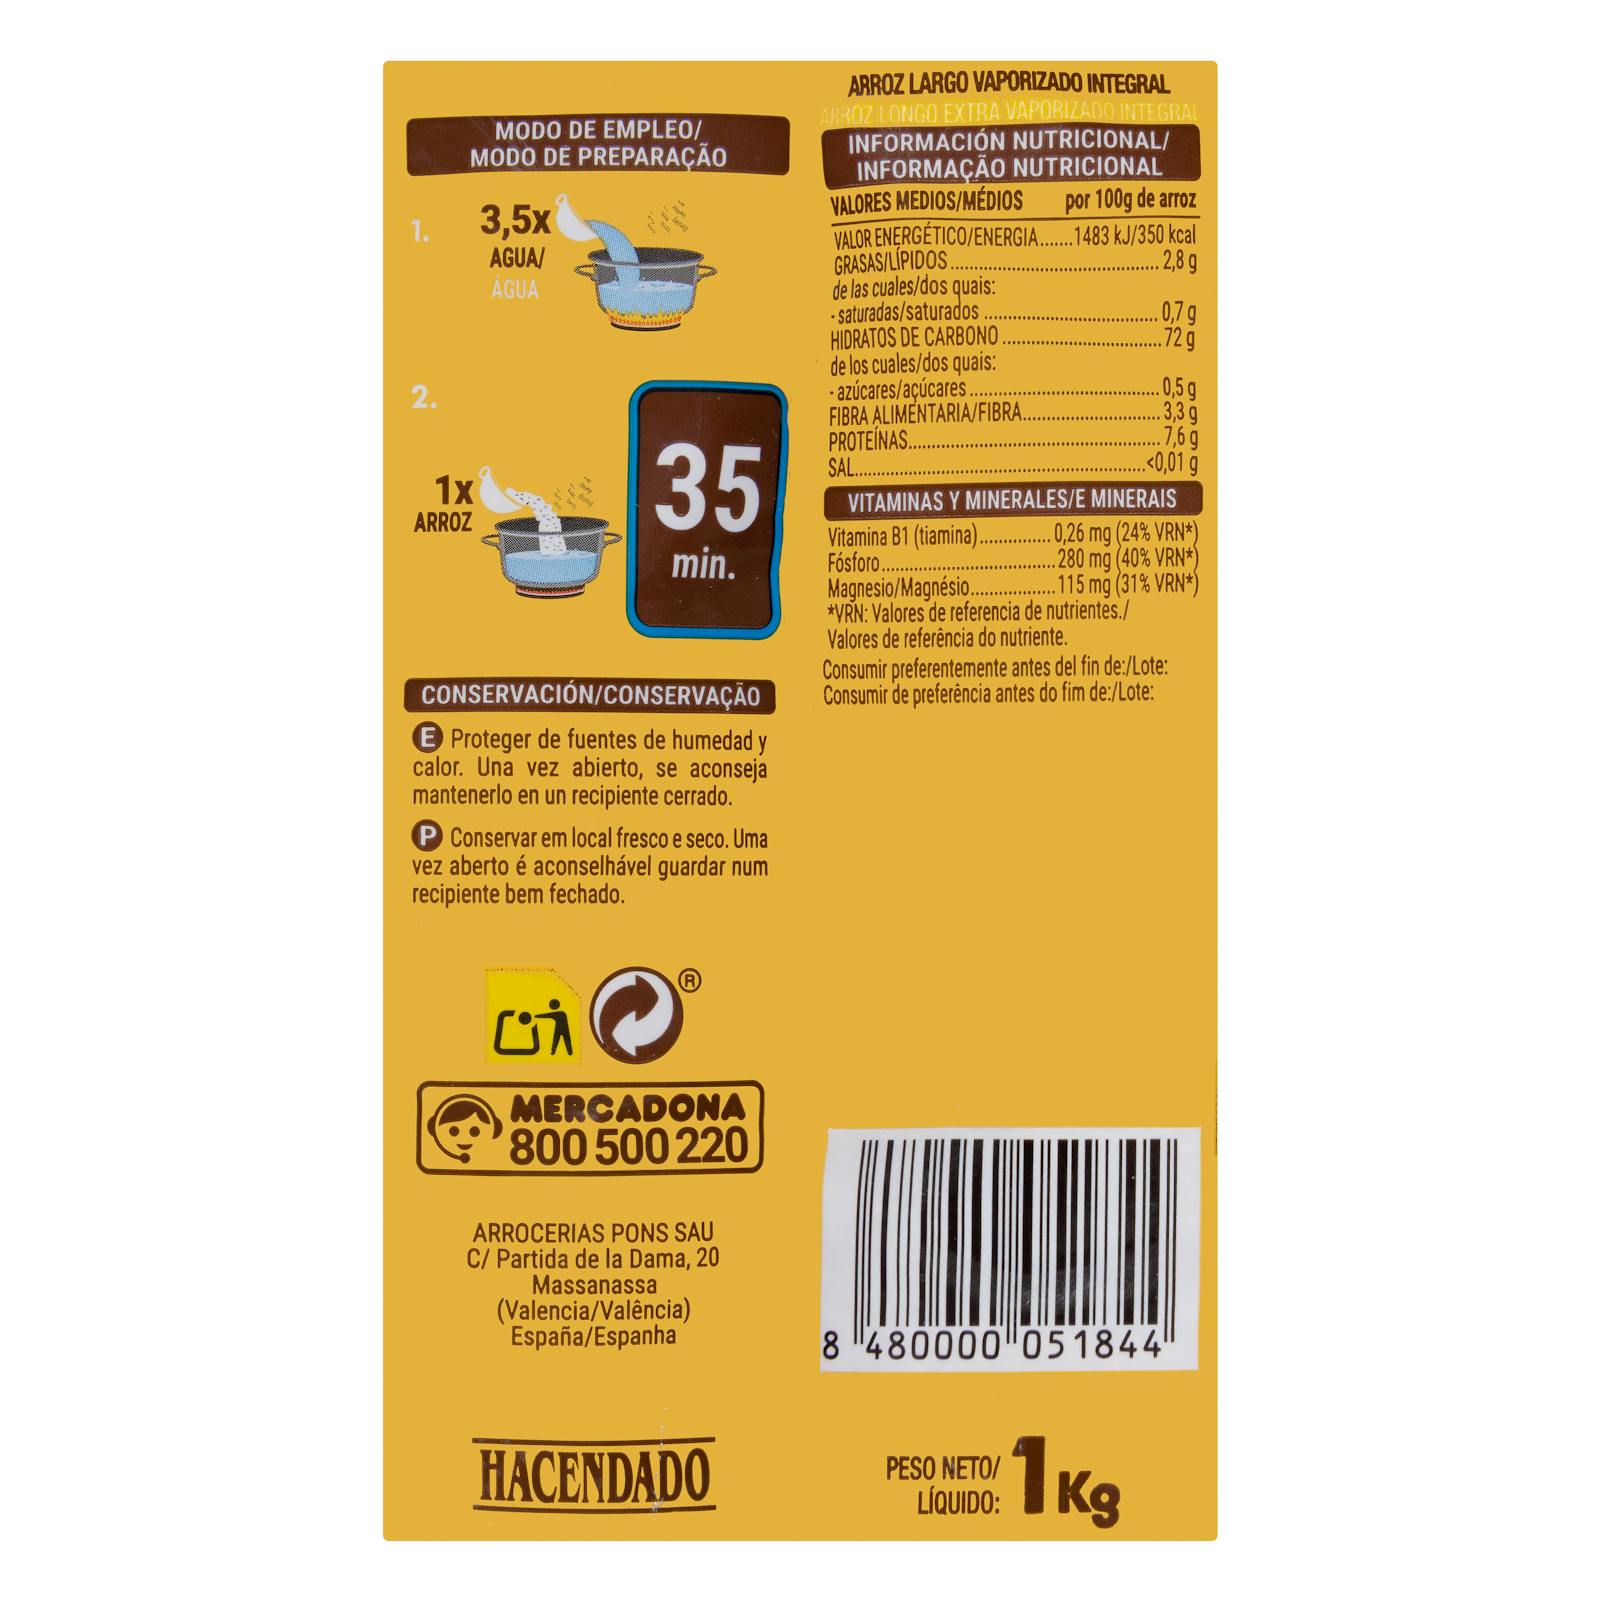 MODO DE EMPLEO/
MODO DE PREPARAÇÃO
1.
3,5x
AGUA/
ÁGUA
2.
1x
ARROZ
35
min.
CONSERVACIÓN/CONSERVAÇÃO
E Proteger de fuentes de humedad y
calor. Una vez abierto, se aconseja
mantenerlo en un recipiente cerrado.
P Conservar em local fresco e seco. Uma
vez aberto é aconselhável guardar num
recipiente bem fechado.
®
MERCADONA
800 500 220
ARROCERIAS PONS SAU
C/ Partida de la Dama, 20
Massanassa
(Valencia/Valência)
España/Espanha
HACENDADO
ARROZ LARGO VAPORIZADO INTEGRAL
ARROZ LONGO EXTRA VAPORIZADO INTEGRAL
INFORMACIÓN NUTRICIONAL/
INFORMAÇÃO NUTRICIONAL
VALORES MEDIOS/MÉDIOS por 100g de arroz
VALOR ENERGÉTICO/ENERGIA.......1483 kJ/350 kcal
GRASAS/LÍPIDOS................................ 2,8 g
de las cuales/dos quais:
- saturadas/saturados .......................... 0,7 g
HIDRATOS DE CARBONO ........................72 g
de los cuales/dos quais:
- azúcares/açúcares............................. 0,5 g
FIBRA ALIMENTARIA/FIBRA.................... 3,3 g
PROTEÍNAS...................................... 7,6 g
SAL...............................................<0,01 g
VITAMINAS Y MINERALES/E MINERAIS
Vitamina B1 (tiamina)........... 0,26 mg (24% VRN*)
Fósforo........................... 280 mg (40% VRN*)
Magnesio/Magnésio............. 115 mg (31% VRN*)
*VRN: Valores de referencia de nutrientes./
Valores de referência do nutriente.
Consumir preferentemente antes del fin de:/Lote:
Consumir de preferência antes do fim de:/Lote:
8 480000 051844
PESO NETO/
LÍQUIDO: 1 Kg